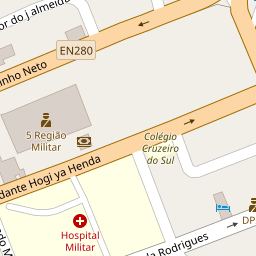 or do J almeida
EN280
inho Neto
5 Região
Militar
Colégio
Cruzeiro
do Sul
dante Hogi ya Henda
Hospital
Militar
DP
da Rodrigues